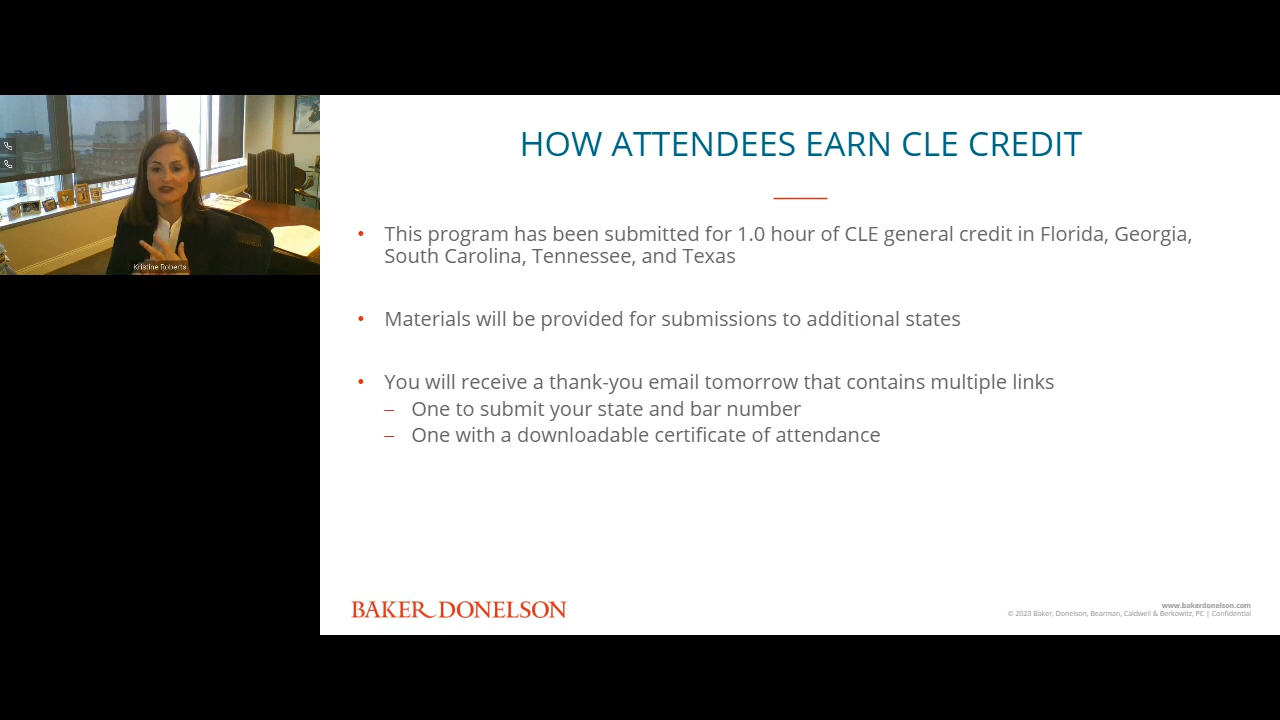 Kristine Roberts
HOW ATTENDEES EARN CLE CREDIT
• This program has been submitted for 1.0 hour of CLE general credit in Florida, Georgia,
South Carolina, Tennessee, and Texas
• Materials will be provided for submissions to additional states
• You will receive a thank-you email tomorrow that contains multiple links
– One to submit your state and bar number
– One with a downloadable certificate of attendance
BAKER DONELSON
www.bakerdonelson.com
© 2023 Baker, Donelson, Bearman, Caldwell & Berkowitz, PC | Confidential